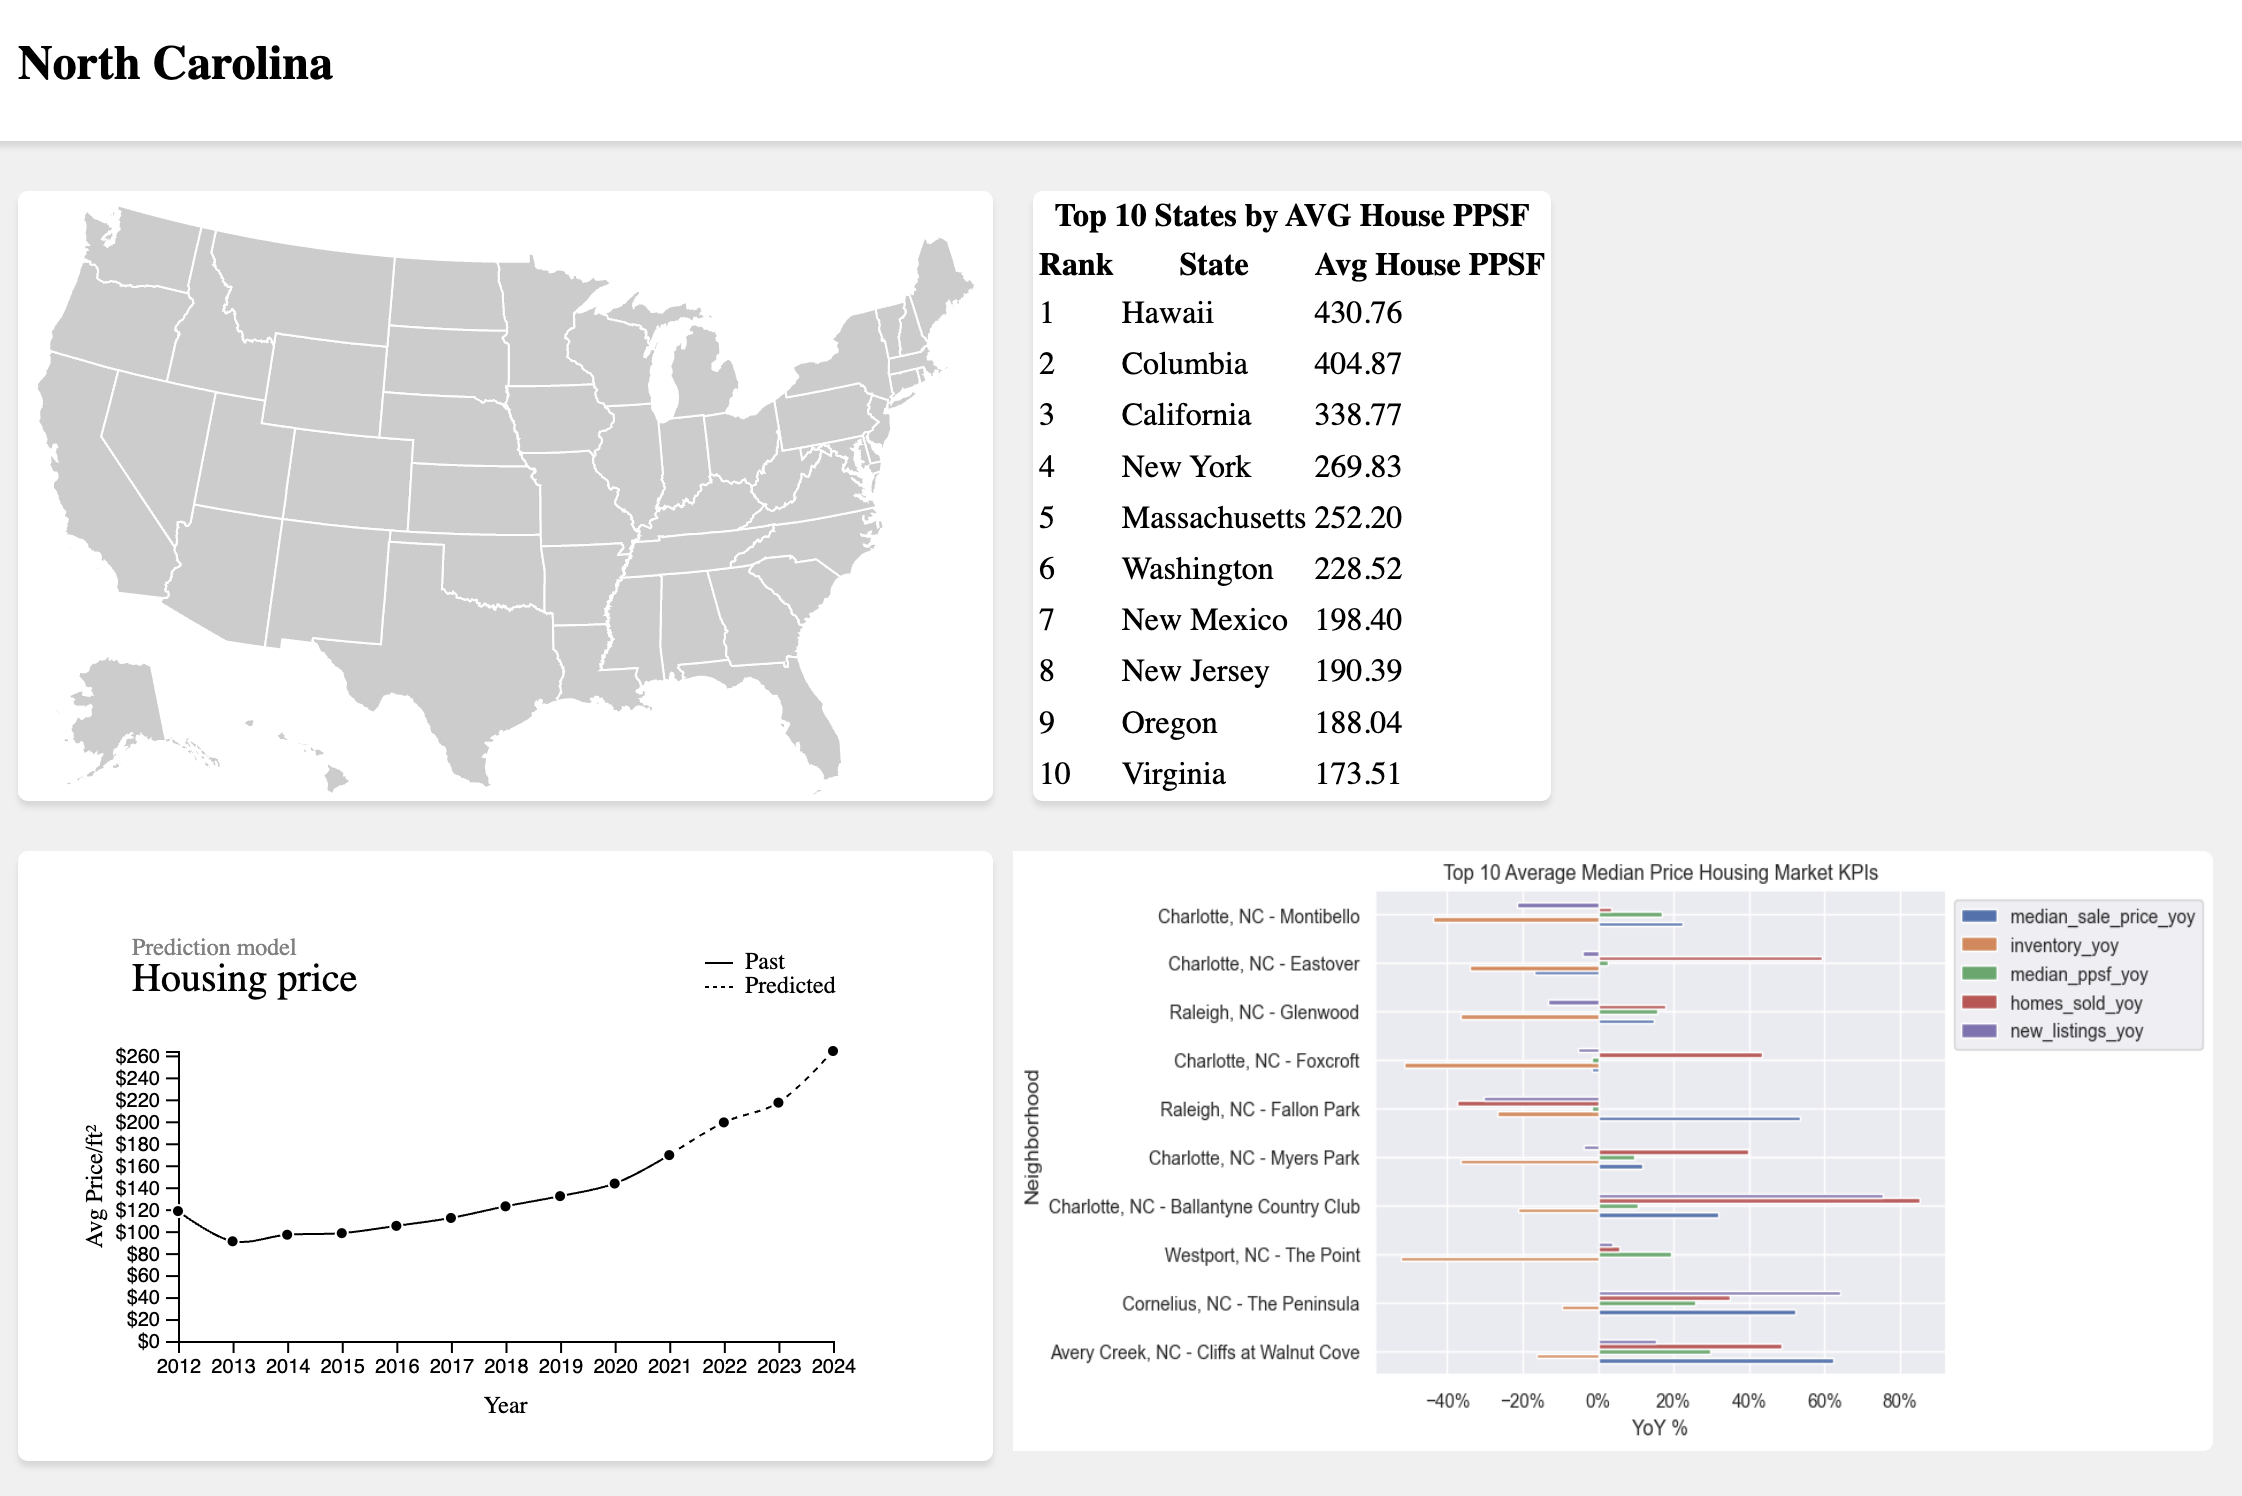 North Carolina
Top 10 States by AVG House PPSF
Rank State Avg House PPSF
1 Hawaii 430.76
2 Columbia 404.87
3 California 338.77
4 New York 269.83
5 Massachusetts 252.20
6 Washington 228.52
7 New Mexico 198.40
8 New Jersey 190.39
9 Oregon 188.04
10 Virginia 173.51
Prediction model
Housing price
Past
Predicted
Avg Price/ft²
$260
$240
$220
$200
$180
$160
$140
$120
$100
$80
$60
$40
$20
$0
2012 2013 2014 2015 2016 2017 2018 2019 2020 2021 2022 2023 2024
Year
Top 10 Average Median Price Housing Market KPIs
Neighborhood
Charlotte, NC - Montibello
Charlotte, NC - Eastover
Raleigh, NC - Glenwood
Charlotte, NC - Foxcroft
Raleigh, NC - Fallon Park
Charlotte, NC - Myers Park
Charlotte, NC - Ballantyne Country Club
Westport, NC - The Point
Cornelius, NC - The Peninsula
Avery Creek, NC - Cliffs at Walnut Cove
−40% −20% 0% 20% 40% 60% 80%
YoY %
median_sale_price_yoy
inventory_yoy
median_ppsf_yoy
homes_sold_yoy
new_listings_yoy